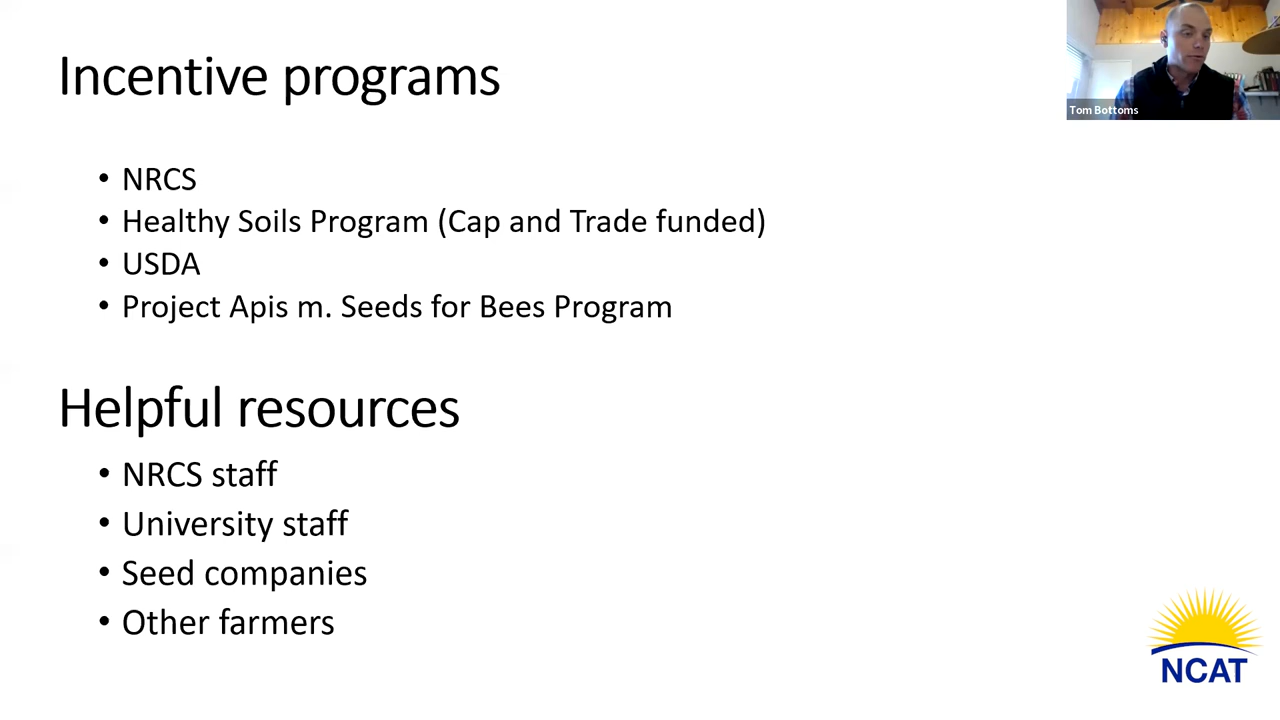 Incentive programs
Tom Bottoms
• NRCS
• Healthy Soils Program (Cap and Trade funded)
• USDA
• Project Apis m. Seeds for Bees Program
Helpful resources
• NRCS staff
• University staff
• Seed companies
• Other farmers
NCAT